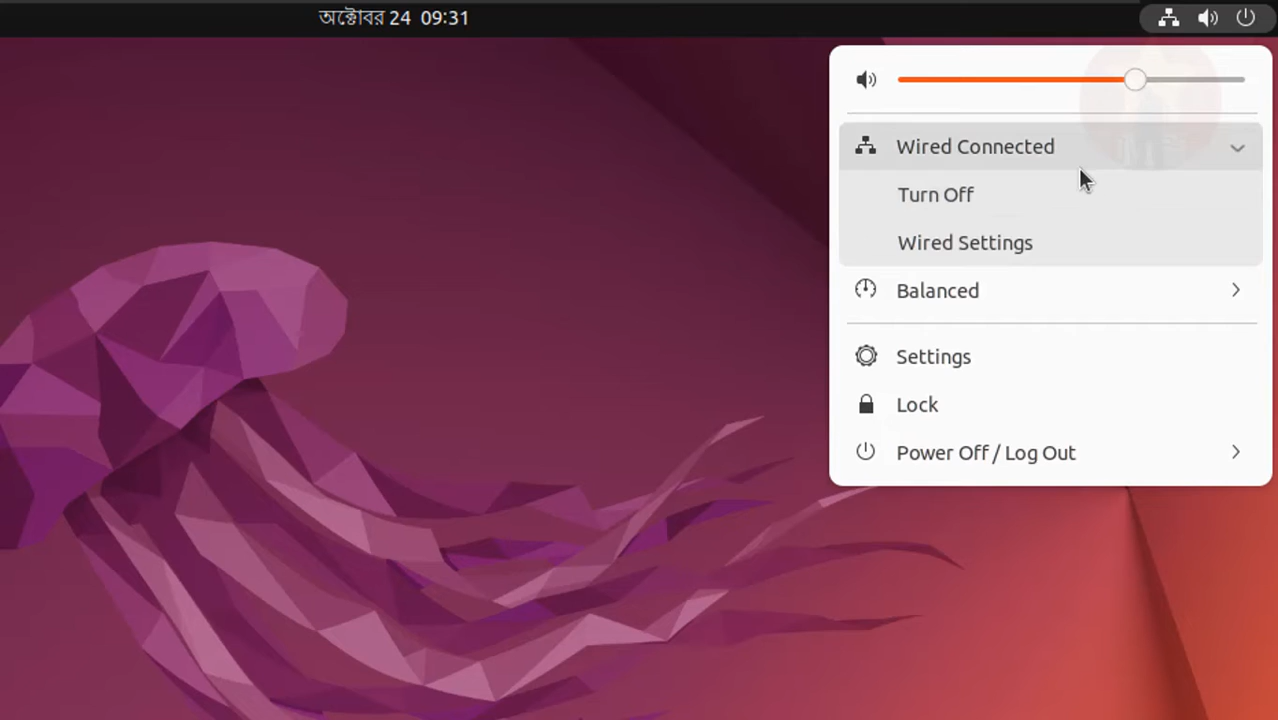 অক্টোবর 24 09:31
Wired Connected
Turn Off
Wired Settings
Balanced
Settings
Lock
Power Off / Log Out